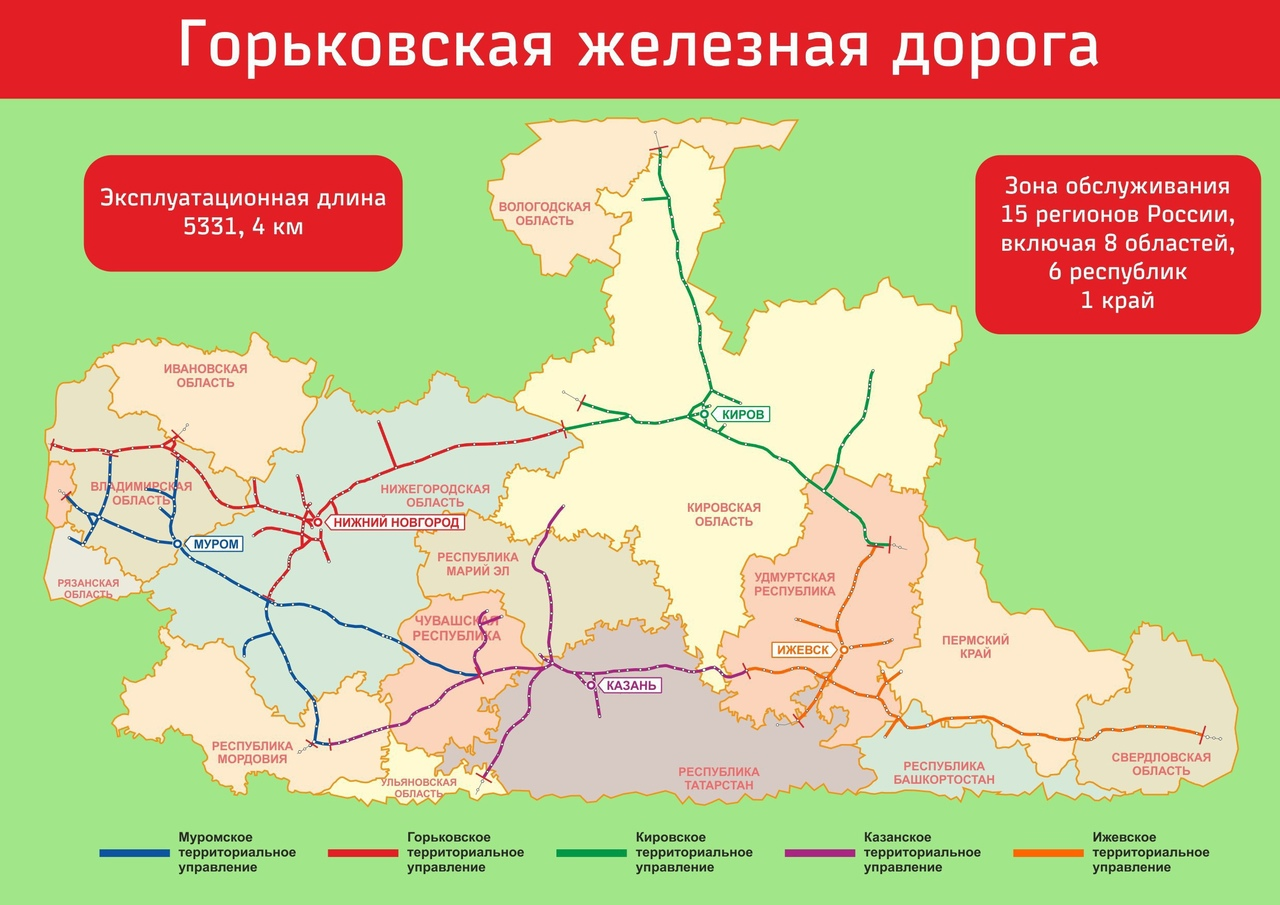 Горьковская железная дорога
Эксплуатационная длина
5331, 4 км
Зона обслуживания
15 регионов России,
включая 8 областей,
6 республик
1 край
ВОЛОГОДСКАЯ
ОБЛАСТЬ
ИВАНОВСКАЯ
ОБЛАСТЬ
КИРОВ
ВЛАДИМИРСКАЯ
ОБЛАСТЬ
НИЖЕГОРОДСКАЯ
ОБЛАСТЬ
КИРОВСКАЯ
ОБЛАСТЬ
НИЖНИЙ НОВГОРОД
МУРОМ
РЕСПУБЛИКА
МАРИЙ ЭЛ
РЯЗАНСКАЯ
ОБЛАСТЬ
УДМУРТСКАЯ
РЕСПУБЛИКА
ЧУВАШСКАЯ
РЕСПУБЛИКА
ПЕРМСКИЙ
КРАЙ
ИЖЕВСК
КАЗАНЬ
РЕСПУБЛИКА
МОРДОВИЯ
СВЕРДЛОВСКАЯ
ОБЛАСТЬ
РЕСПУБЛИКА
ТАТАРСТАН
РЕСПУБЛИКА
БАШКОРТОСТАН
УЛЬЯНОВСКАЯ
ОБЛАСТЬ
Муромское
территориальное
управление
Горьковское
территориальное
управление
Кировское
территориальное
управление
Казанское
территориальное
управление
Ижевское
территориальное
управление